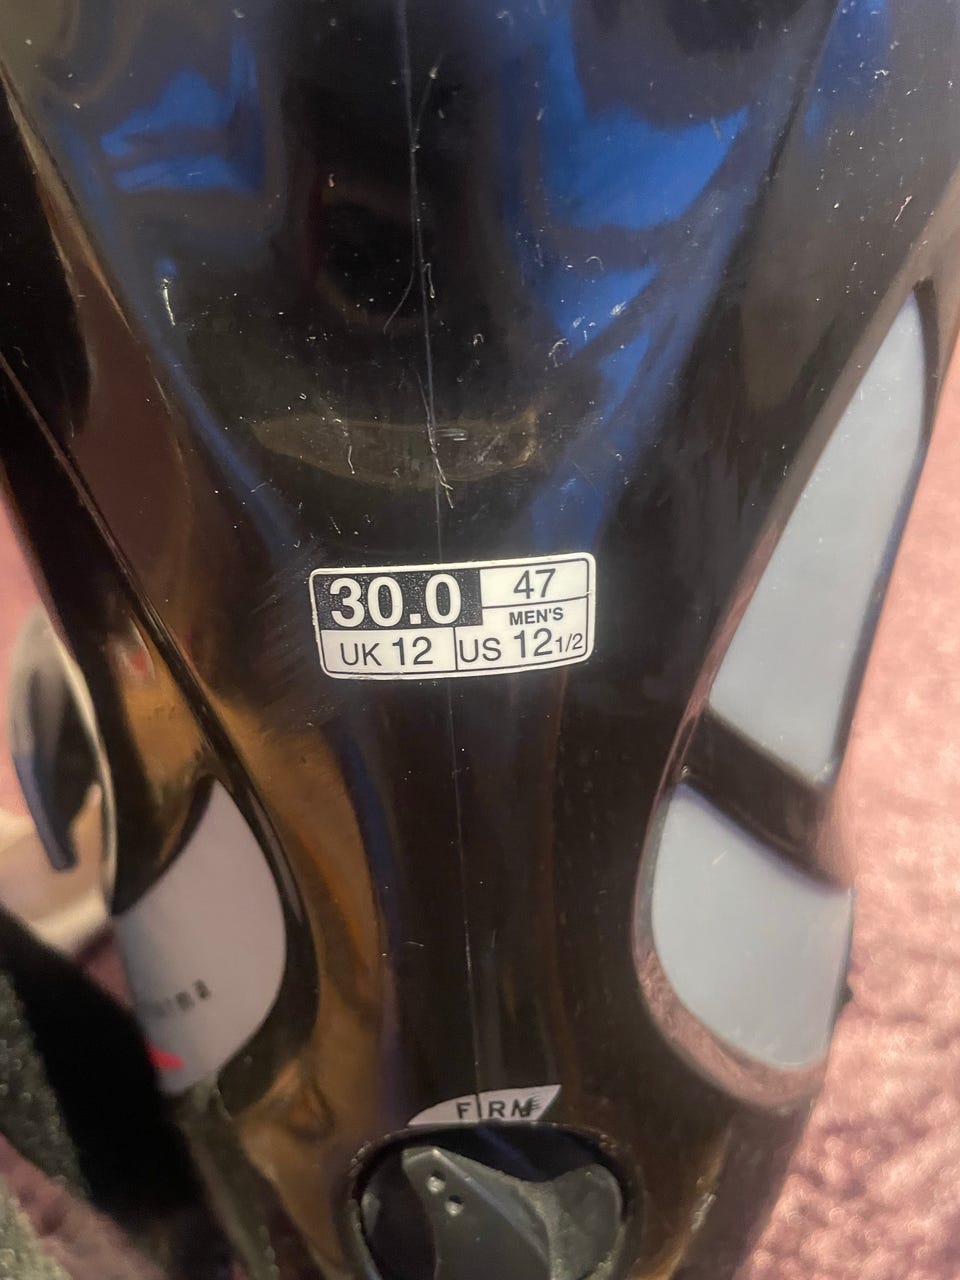 30.0 47
MEN'S
UK 12 US 12 1/2
FIRM